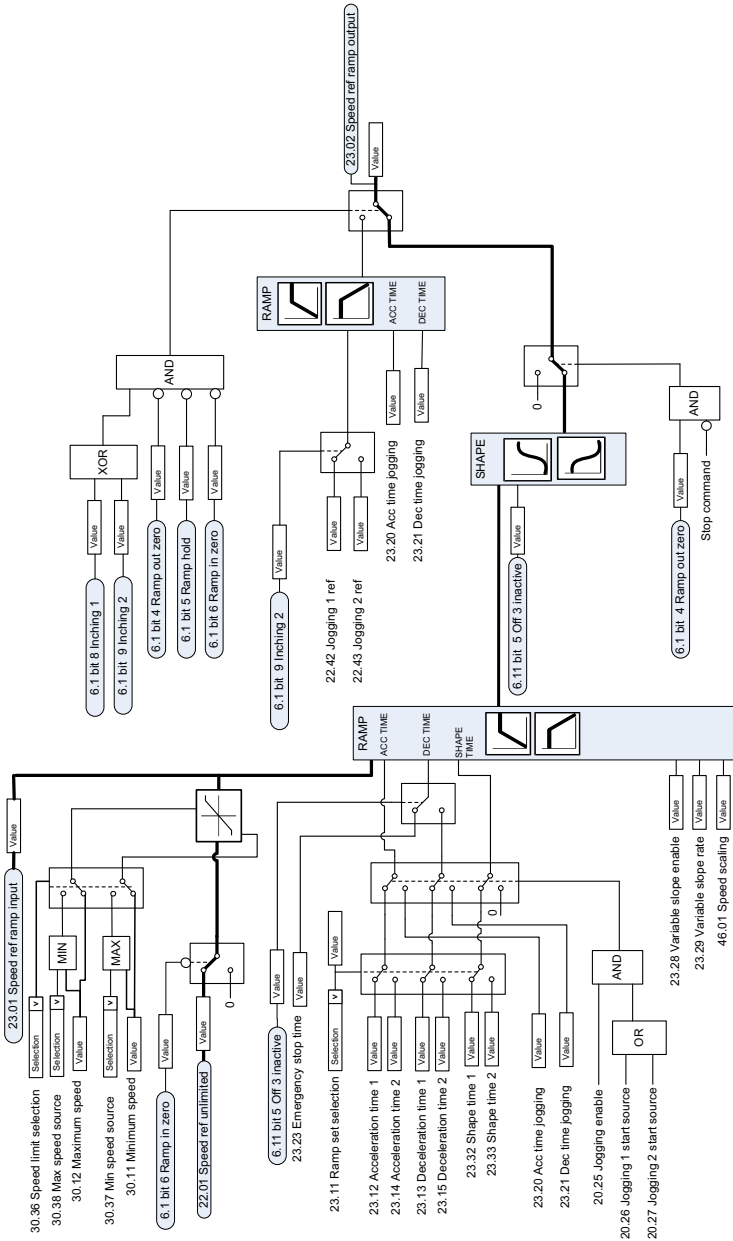 23.01 Speed ref ramp input
Value
30.36 Speed limit selection
Selection
v
30.38 Max speed source
Selection
v
30.12 Maximum speed
Value
MIN
30.37 Min speed source
Selection
v
30.11 Minimum speed
Value
MAX
6.1 bit 6 Ramp in zero
Value
22.01 Speed ref unlimited
Value
0
6.11 bit 5 Off 3 inactive
Value
23.23 Emergency stop time
Value
23.11 Ramp set selection
Selection
v
Value
23.12 Acceleration time 1
Value
23.14 Acceleration time 2
Value
23.13 Deceleration time 1
Value
23.15 Deceleration time 2
Value
23.32 Shape time 1
Value
23.33 Shape time 2
Value
0
23.20 Acc time jogging
Value
23.21 Dec time jogging
Value
20.25 Jogging enable
AND
20.26 Jogging 1 start source
OR
20.27 Jogging 2 start source
RAMP
ACC TIME
DEC TIME
SHAPE
TIME
23.28 Variable slope enable
Value
23.29 Variable slope rate
Value
46.01 Speed scaling
Value
6.1 bit 8 Inching 1
Value
6.1 bit 9 Inching 2
Value
XOR
6.1 bit 4 Ramp out zero
Value
6.1 bit 5 Ramp hold
Value
6.1 bit 6 Ramp in zero
Value
AND
6.1 bit 9 Inching 2
Value
22.42 Jogging 1 ref
Value
22.43 Jogging 2 ref
Value
23.20 Acc time jogging
Value
23.21 Dec time jogging
Value
RAMP
ACC TIME
DEC TIME
6.11 bit 5 Off 3 inactive
Value
SHAPE
0
6.1 bit 4 Ramp out zero
Value
Stop command
AND
Value
23.02 Speed ref ramp output